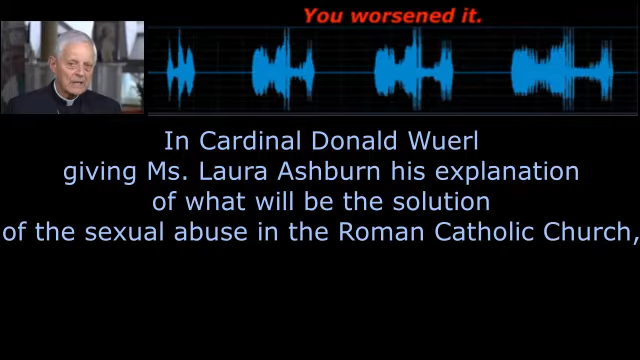 You worsened it.
In Cardinal Donald Wuerl
giving Ms. Laura Ashburn his explanation
of what will be the solution
of the sexual abuse in the Roman Catholic Church,